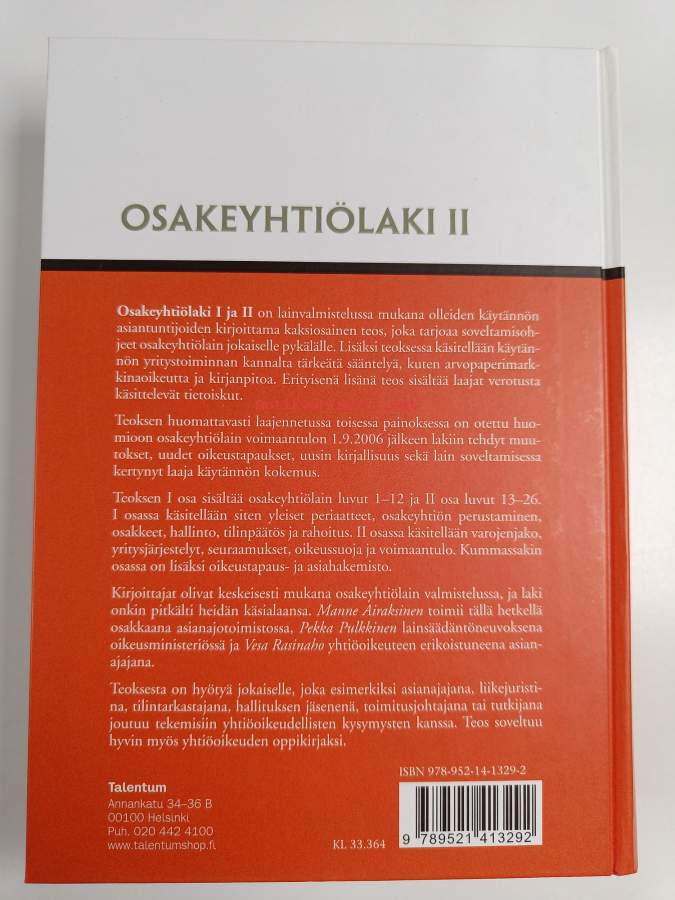 OSAKEYHTIÖLAKI II
Osakeyhtiölaki I ja II on lainvalmistelussa mukana olleiden käytännön
asiantuntijoiden kirjoittama kaksiosainen teos, joka tarjoaa soveltamisoh-
jeet osakeyhtiölain jokaiselle pykälälle. Lisäksi teoksessa käsitellään käytän-
nön yritystoiminnan kannalta tärkeätä sääntelyä, kuten arvopaperimark-
kinaoikeutta ja kirjanpitoa. Erityisenä lisänä teos sisältää laajat verotusta
käsittelevät tietoiskut.
Teoksen huomattavasti laajennetussa toisessa painoksessa on otettu huo-
mioon osakeyhtiölain voimaantulon 1.9.2006 jälkeen lakiin tehdyt muu-
tokset, uudet oikeustapaukset, uusin kirjallisuus sekä lain soveltamisessa
kertynyt laaja käytännön kokemus.
Teoksen I osa sisältää osakeyhtiölain luvut 1–12 ja II osa luvut 13–26.
I osassa käsitellään siten yleiset periaatteet, osakeyhtiön perustaminen,
osakkeet, hallinto, tilinpäätös ja rahoitus. II osassa käsitellään varojenjako,
yritysjärjestelyt, seuraamukset, oikeussuoja ja voimaantulo. Kummassakin
osassa on lisäksi oikeustapaus- ja asiahakemisto.
Kirjoittajat olivat keskeisesti mukana osakeyhtiölain valmistelussa, ja laki
onkin pitkälti heidän käsialaansa. Manne Airaksinen toimii tällä hetkellä
osakkaana asianajotoimistossa, Pekka Pulkkinen lainsäädäntöneuvoksena
oikeusministeriössä ja Vesa Rasinaho yhtiöoikeuteen erikoistuneena asian-
ajajana.
Teoksesta on hyötyä jokaiselle, joka esimerkiksi asianajajana, liikejuristi-
na, tilintarkastajana, hallituksen jäsenenä, toimitusjohtajana tai tutkijana
joutuu tekemisiin yhtiöoikeudellisten kysymysten kanssa. Teos soveltuu
hyvin myös yhtiöoikeuden oppikirjaksi.
ISBN 978-952-14-1329-2
Talentum
Annankatu 34–36 B
00100 Helsinki
Puh. 020 442 4100
www.talentumshop.fi
KL 33.364
9 789521 413292